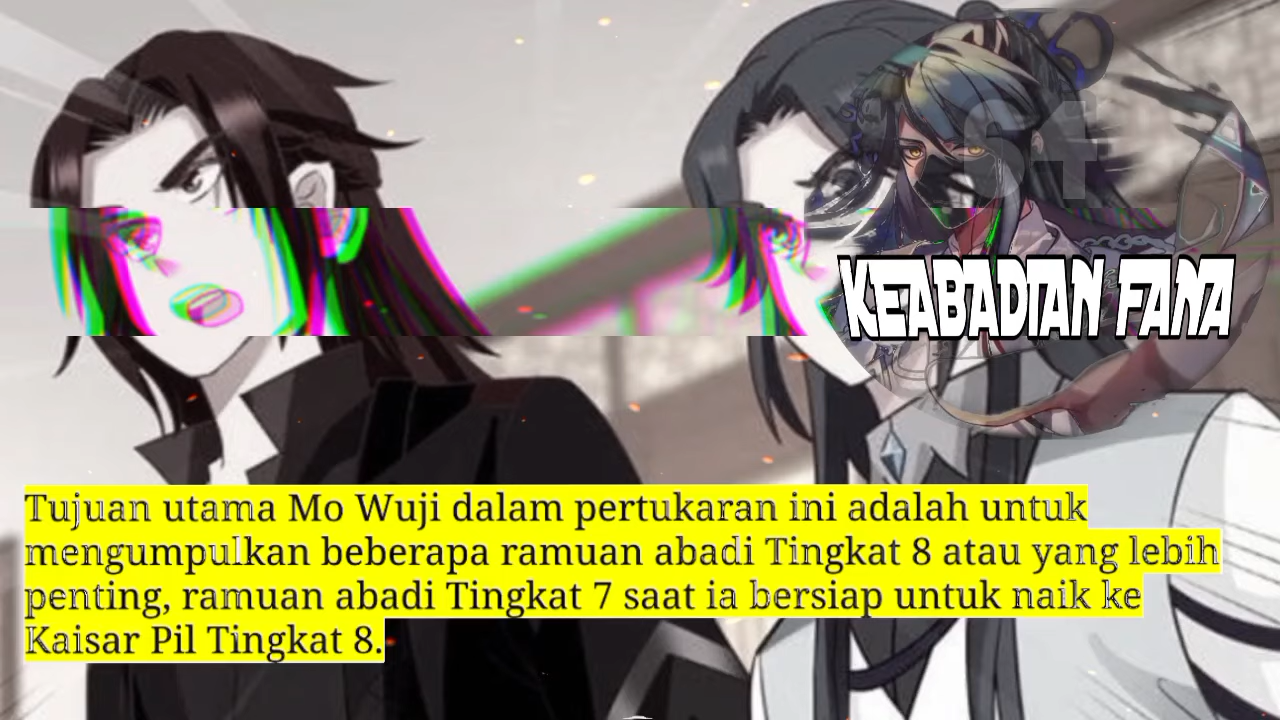 KEABADIAN FANA
Tujuan utama Mo Wuji dalam pertukaran ini adalah untuk
mengumpulkan beberapa ramuan abadi Tingkat 8 atau yang lebih
penting, ramuan abadi Tingkat 7 saat ia bersiap untuk naik ke
Kaisar Pil Tingkat 8.